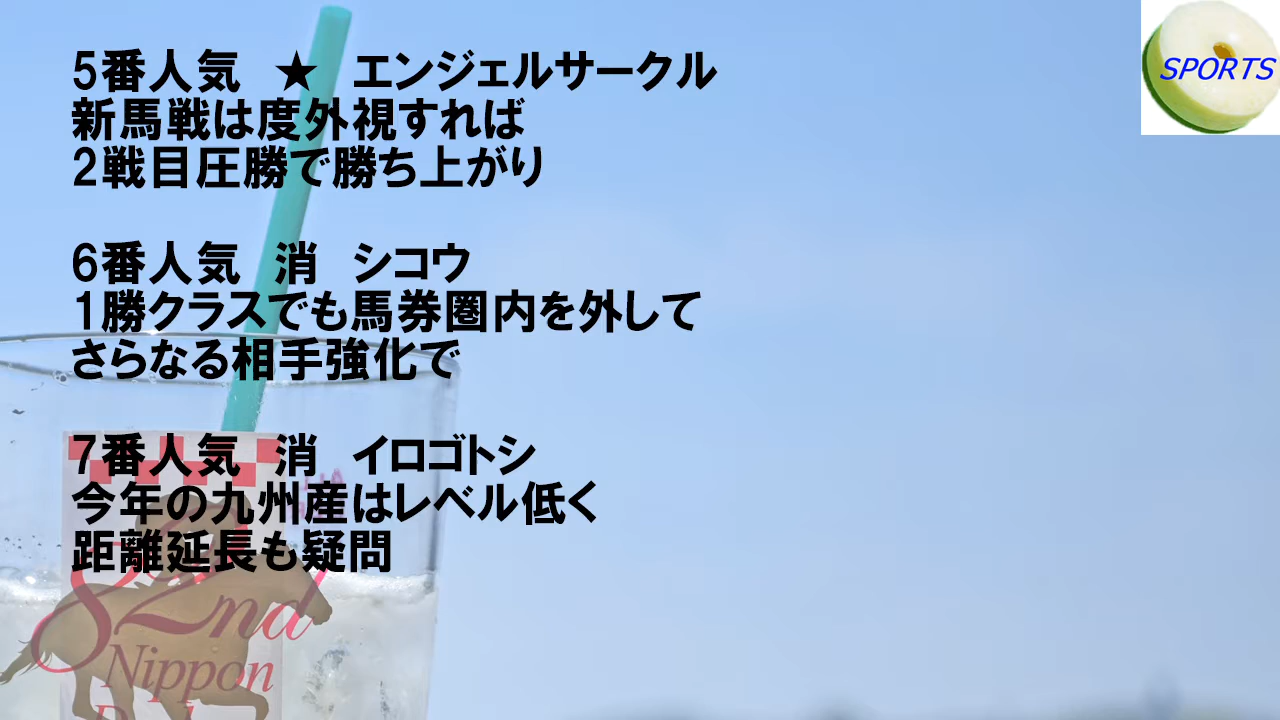 5番人気　★　エンジェルサークル
新馬戦は度外視すれば
2戦目圧勝で勝ち上がり
6番人気　消　シコウ
1勝クラスでも馬券圏内を外して
さらなる相手強化で
7番人気　消　イロゴトシ
今年の九州産はレベル低く
距離延長も疑問
SPORTS
82nd
Nippon